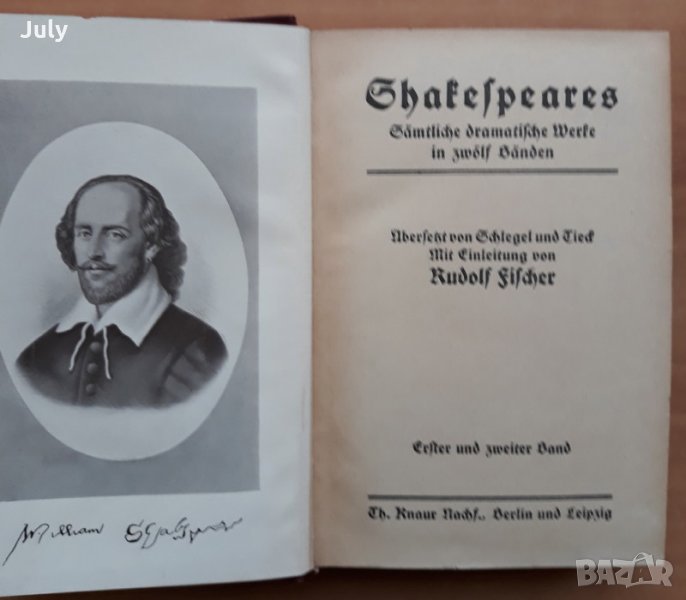 July
William Shakspeare
Shakeſpeares
Sämtliche dramatiſche Werke
in zwölf Bänden
Überſetzt von Schlegel und Tieck
Mit Einleitung von
Rudolf Fiſcher
Erſter und zweiter Band
Th. Knaur Nachf., Berlin und Leipzig
BAZAR